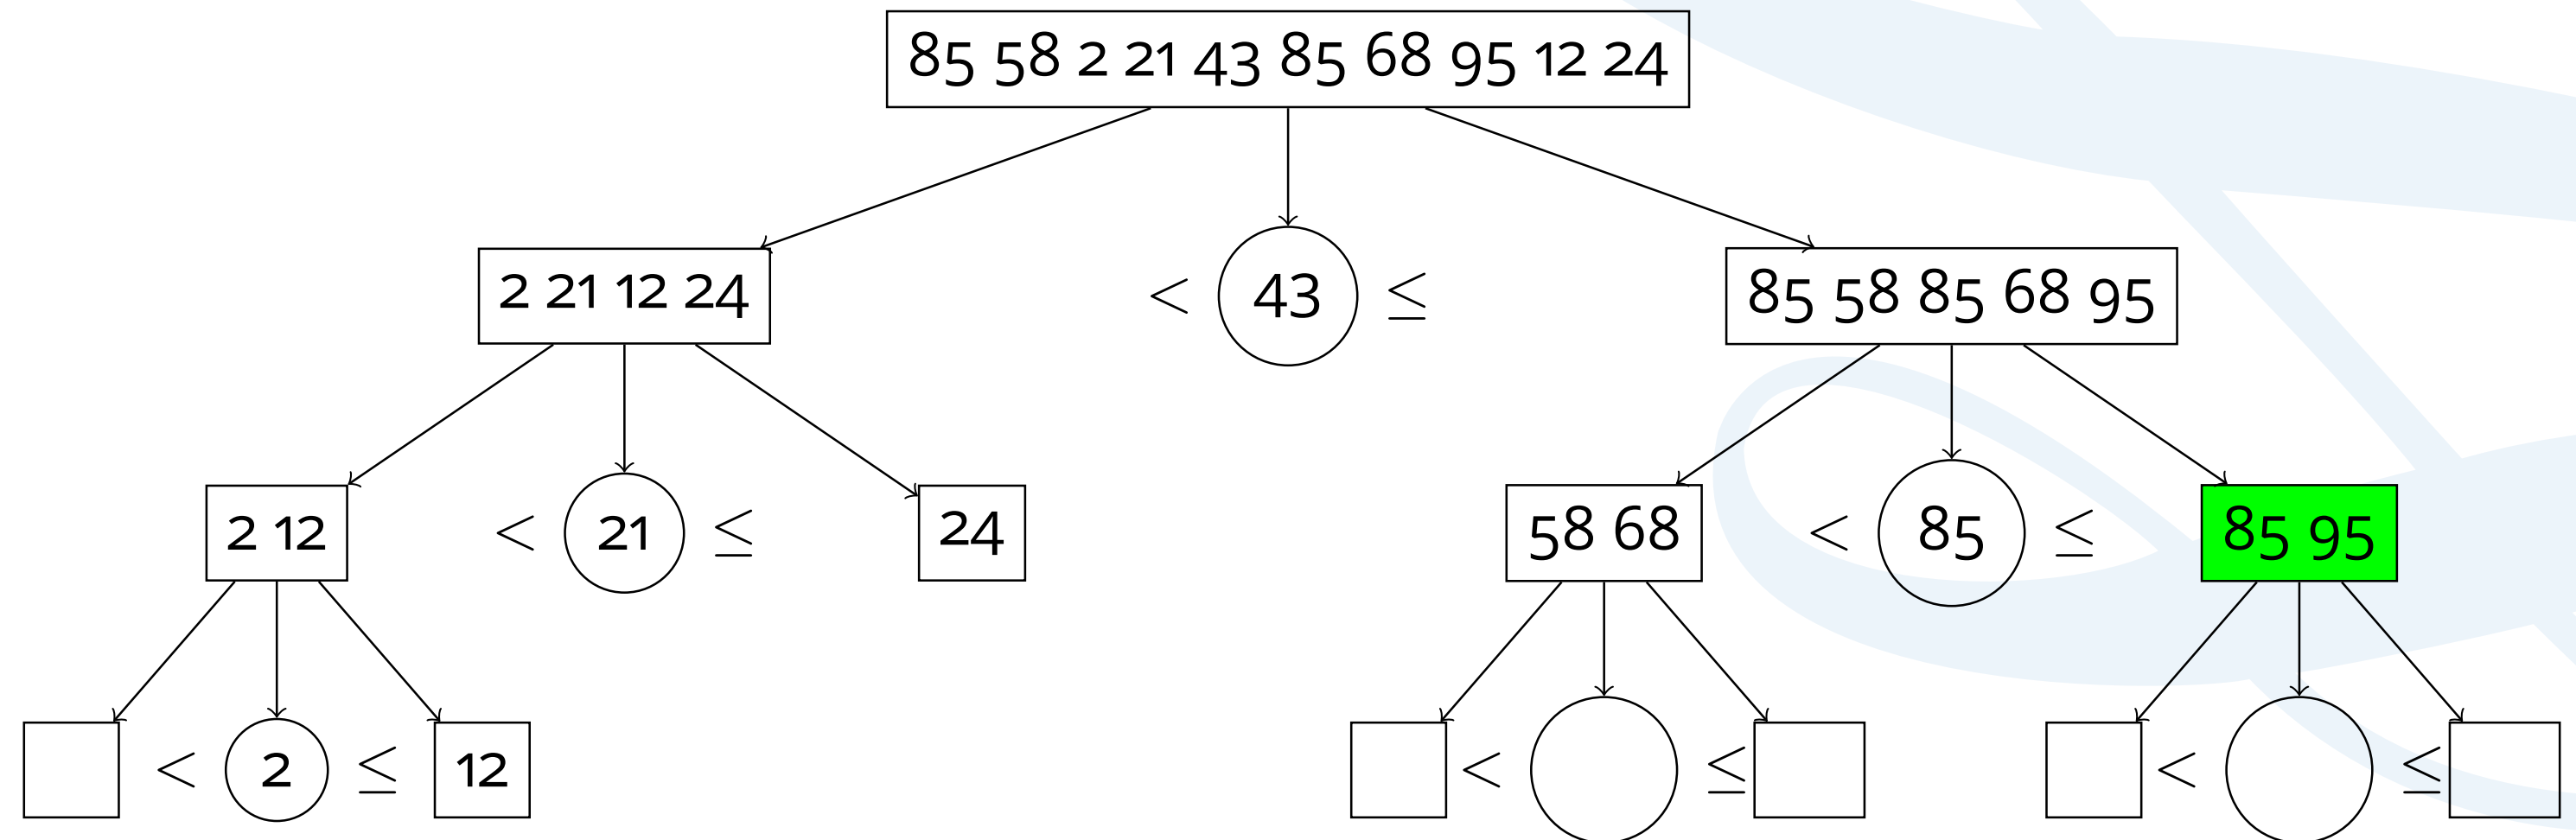 85 58 2 21 43 85 68 95 12 24
2 21 12 24 < 43 ≤ 85 58 85 68 95
2 12 < 21 ≤ 24 58 68 < 85 ≤ 85 95
< 2 ≤ 12 < ≤ < ≤